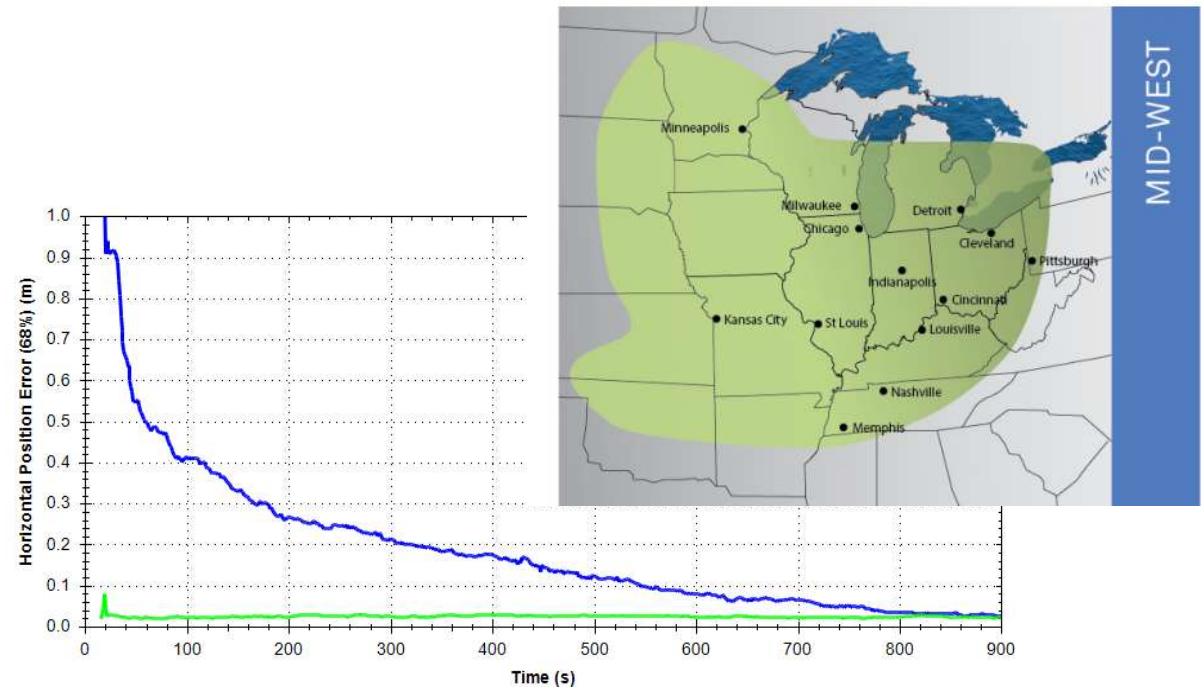 MID-WEST
Minneapolis
Milwaukee
Detroit
Chicago
Cleveland
Pittsburgh
Indianapolis
Cincinnati
Kansas City
St Louis
Louisville
Nashville
Memphis
Horizontal Position Error (68%) (m)
1.0
0.9
0.8
0.7
0.6
0.5
0.4
0.3
0.2
0.1
0.0
0 100 200 300 400 500 600 700 800 900
Time (s)